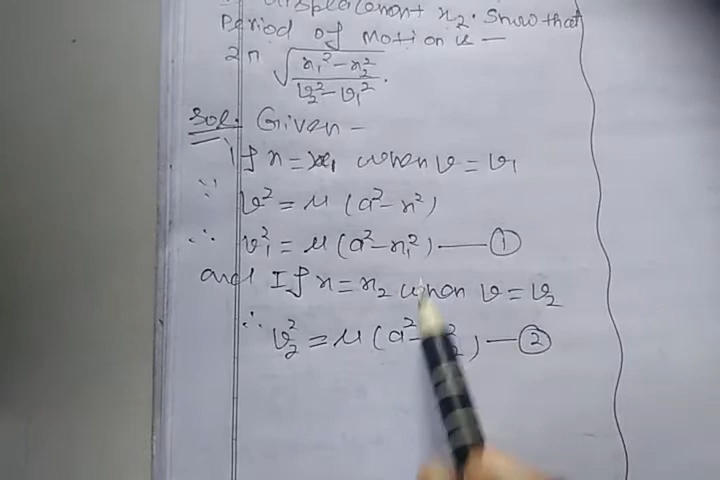 displacement x₂. Show that
Period of motion is —
2π √(x₁² − x₂² / v₂² − v₁²).
Sol. Given —
If x = x₁ when v = v₁
∵ v² = μ (a² − x²)
∴ v₁² = μ (a² − x₁²) — ①
and If x = x₂ when v = v₂
∴ v₂² = μ (a² − ²₂) — ②